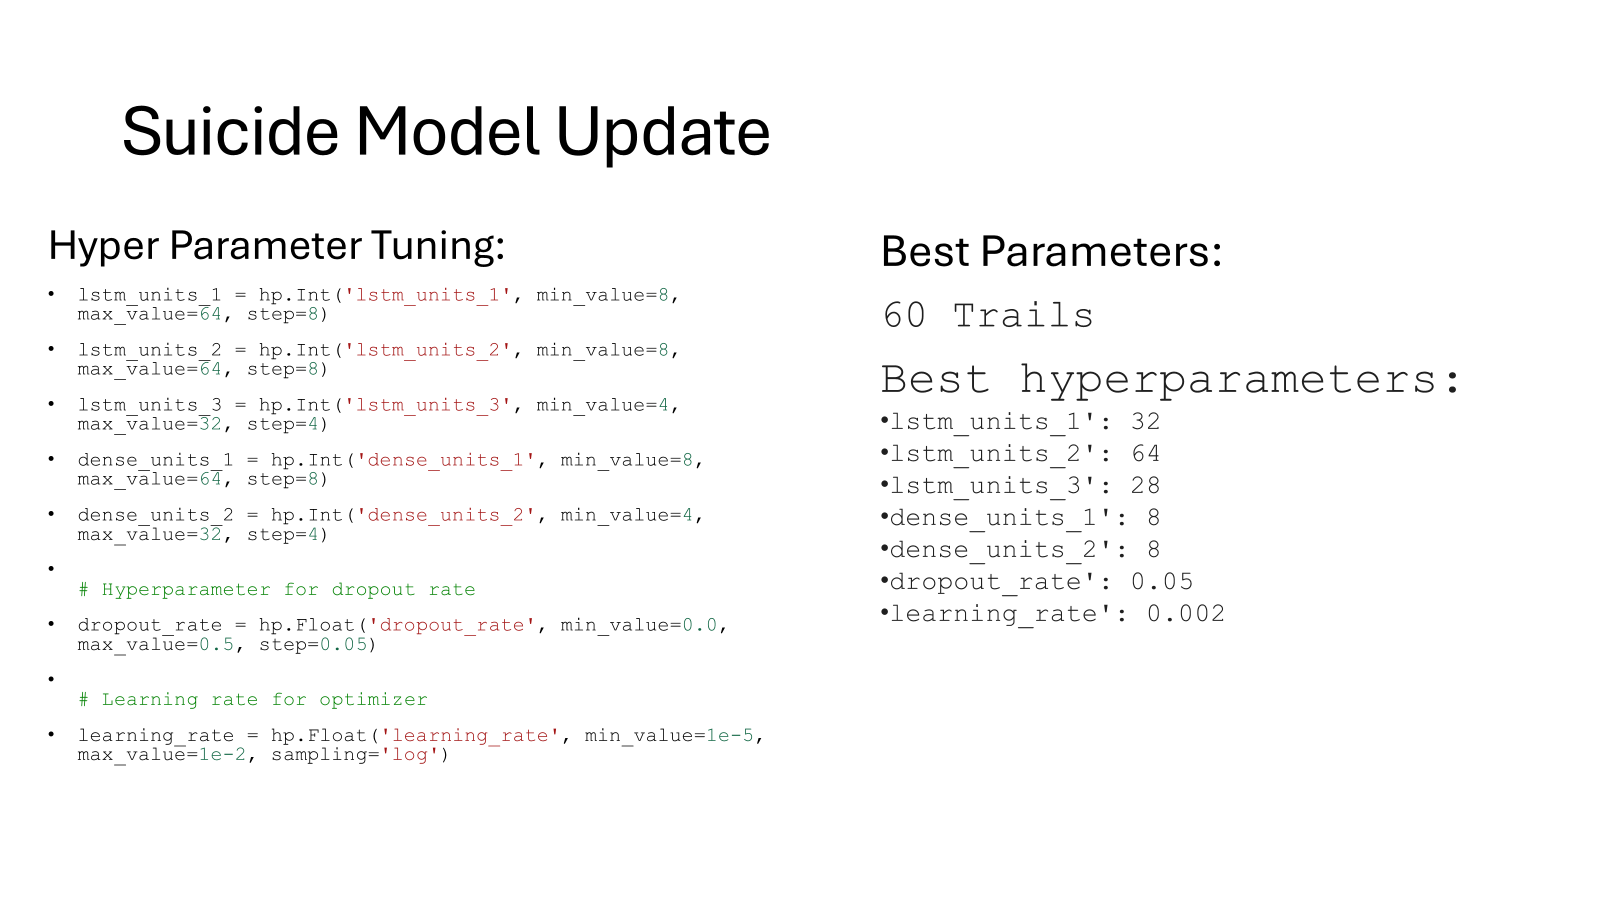 Suicide Model Update
Hyper Parameter Tuning:
• lstm_units_1 = hp.Int('lstm_units_1', min_value=8,
max_value=64, step=8)
• lstm_units_2 = hp.Int('lstm_units_2', min_value=8,
max_value=64, step=8)
• lstm_units_3 = hp.Int('lstm_units_3', min_value=4,
max_value=32, step=4)
• dense_units_1 = hp.Int('dense_units_1', min_value=8,
max_value=64, step=8)
• dense_units_2 = hp.Int('dense_units_2', min_value=4,
max_value=32, step=4)
•
# Hyperparameter for dropout rate
• dropout_rate = hp.Float('dropout_rate', min_value=0.0,
max_value=0.5, step=0.05)
•
# Learning rate for optimizer
• learning_rate = hp.Float('learning_rate', min_value=1e-5,
max_value=1e-2, sampling='log')
Best Parameters:
60 Trails
Best hyperparameters:
•lstm_units_1': 32
•lstm_units_2': 64
•lstm_units_3': 28
•dense_units_1': 8
•dense_units_2': 8
•dropout_rate': 0.05
•learning_rate': 0.002